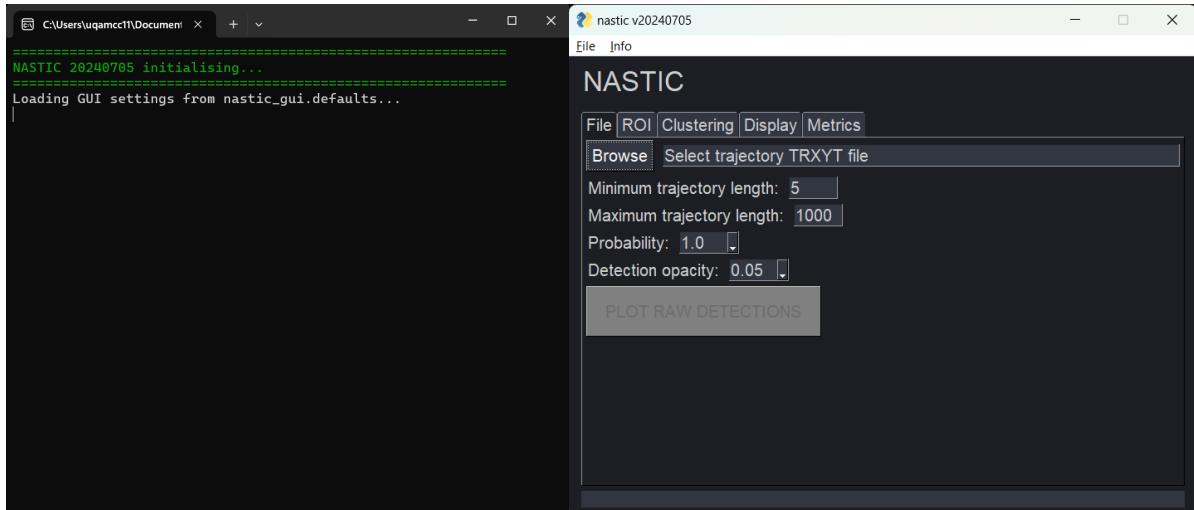 C:\Users\uqamcc11\Document
============================================================
NASTIC 20240705 initialising...
============================================================
Loading GUI settings from nastic_gui.defaults...
nastic v20240705
File Info
NASTIC
File ROI Clustering Display Metrics
Browse Select trajectory TRXYT file
Minimum trajectory length: 5
Maximum trajectory length: 1000
Probability: 1.0
Detection opacity: 0.05
PLOT RAW DETECTIONS